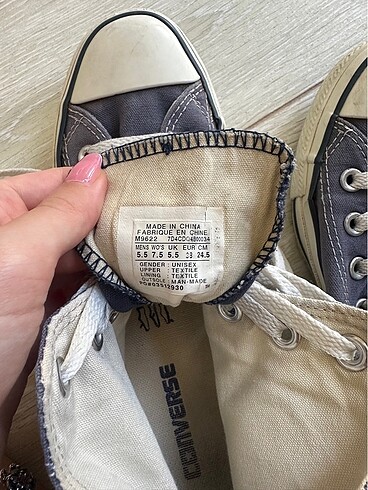 MADE IN CHINA
FABRIQUE EN CHINE
M9622
MENS WO'S UK EUR CM
5.5 7.5 5.5 38 24.5
GENDER : UNISEX
UPPER : TEXTILE
LINING : TEXTILE
OUTSOLE : MAN-MADE
CONVERSE